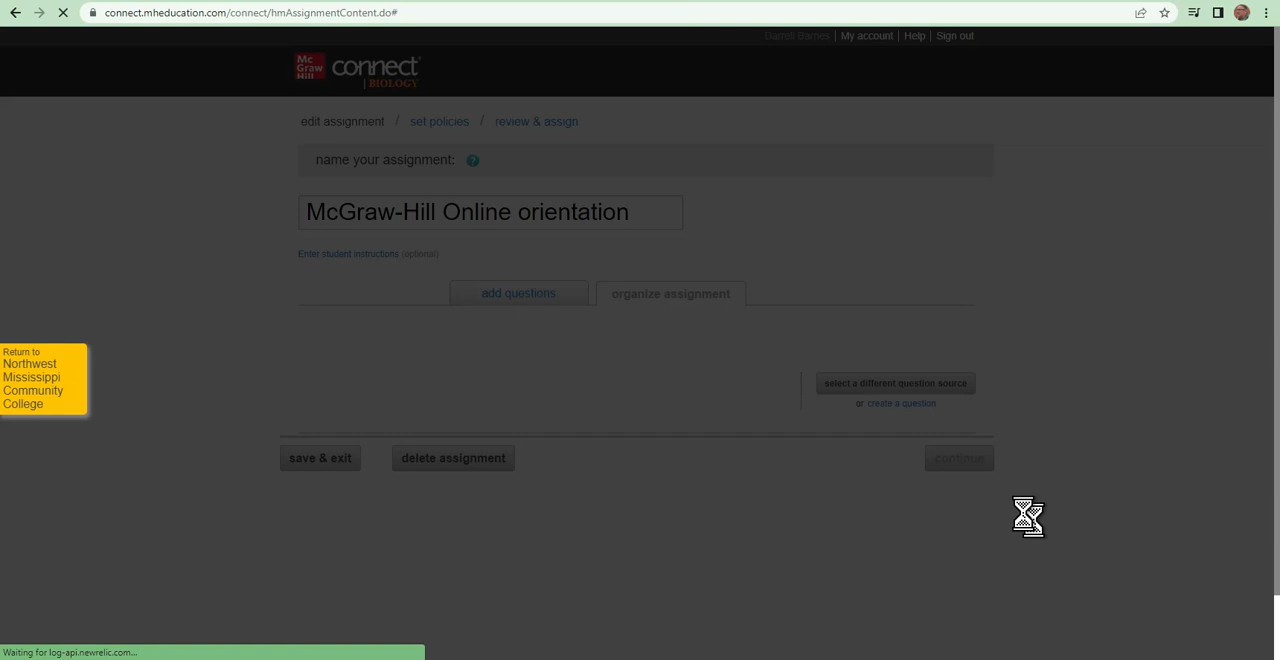 connect.mheducation.com/connect/hmAssignmentContent.do#
Darrell Barnes | My account | Help | Sign out
Mc Graw Hill connect
| BIOLOGY
edit assignment / set policies / review & assign
name your assignment: ?
McGraw-Hill Online orientation
Enter student instructions (optional)
add questions organize assignment
Return to
Northwest
Mississippi
Community
College
select a different question source
or: create a question
save & exit delete assignment continue
Waiting for log-api.newrelic.com...